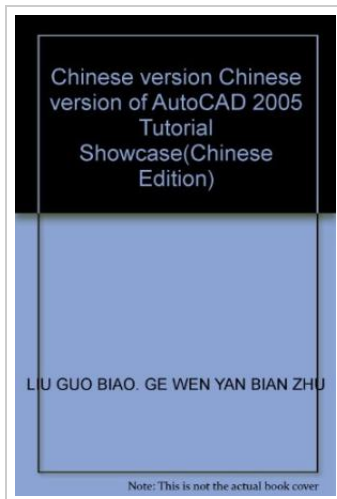 Chinese version Chinese
version of AutoCAD 2005
Tutorial
Showcase(Chinese
Edition)
LIU GUO BIAO. GE WEN YAN BIAN ZHU
Note: This is not the actual book cover